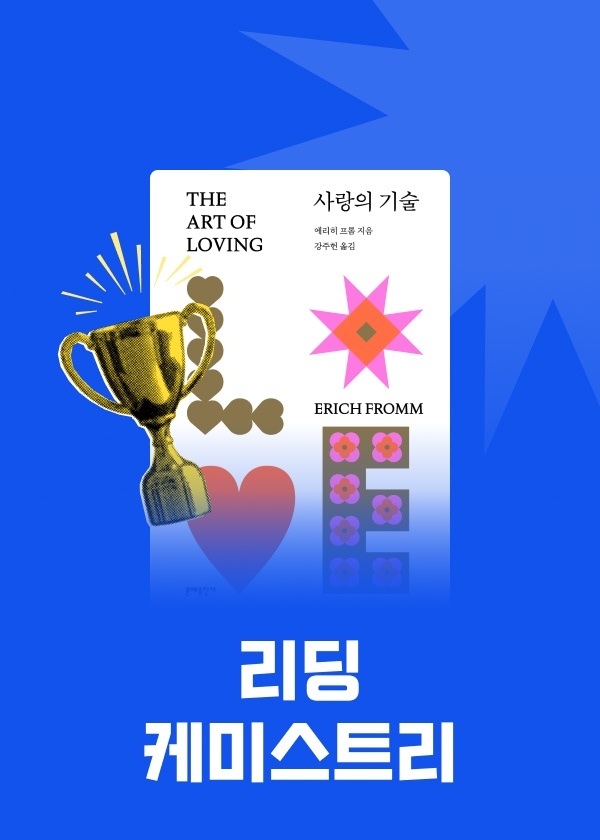 THE
ART OF
LOVING
사랑의 기술
에리히 프롬 지음
강주헌 옮김
ERICH FROMM
리딩
케미스트리